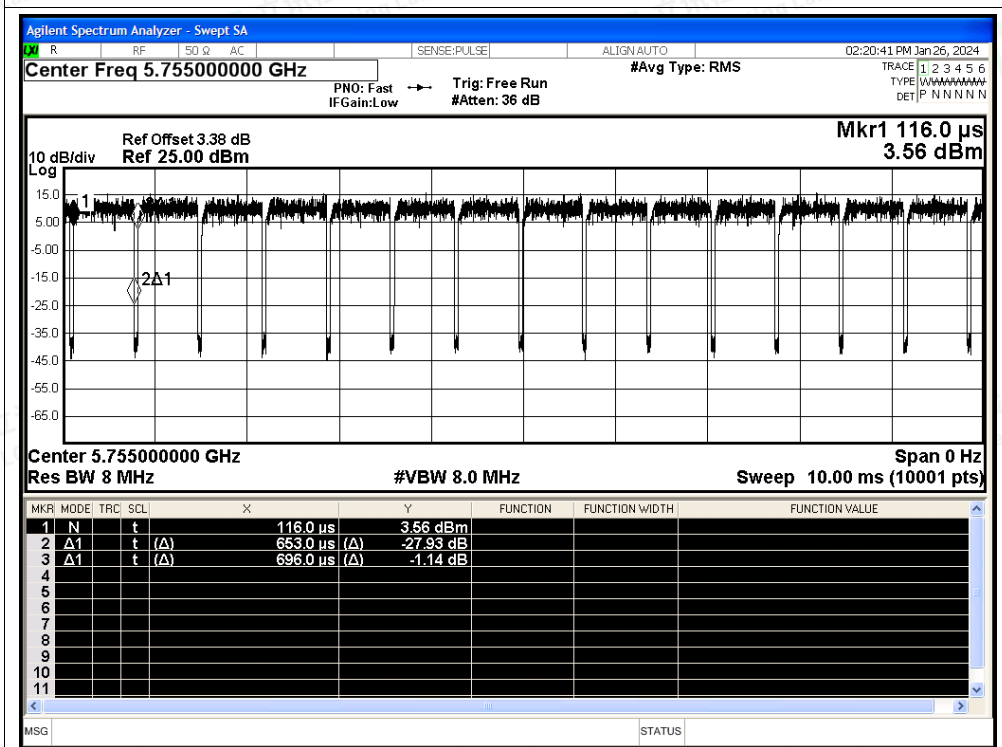 Agilent Spectrum Analyzer - Swept SA
LXI R RF 50 Ω AC SENSE:PULSE ALIGN AUTO 02:20:41 PM Jan 26, 2024
Center Freq 5.755000000 GHz #Avg Type: RMS TRACE 1 2 3 4 5 6
PNO: Fast Trig: Free Run TYPE WWWWWW
IFGain:Low #Atten: 36 dB DET P N N N N N
Mkr1 116.0 µs
Ref Offset 3.38 dB
10 dB/div Ref 25.00 dBm 3.56 dBm
Log
15.0
1
5.00
-5.00
-15.0
2Δ1
-25.0
-35.0
-45.0
-55.0
-65.0
Center 5.755000000 GHz Span 0 Hz
Res BW 8 MHz #VBW 8.0 MHz Sweep 10.00 ms (10001 pts)
MKR MODE TRC SCL X Y FUNCTION FUNCTION WIDTH FUNCTION VALUE
1 N t 116.0 µs 3.56 dBm
2 Δ1 t (Δ) 653.0 µs (Δ) -27.93 dB
3 Δ1 t (Δ) 696.0 µs (Δ) -1.14 dB
4
5
6
7
8
9
10
11
MSG STATUS